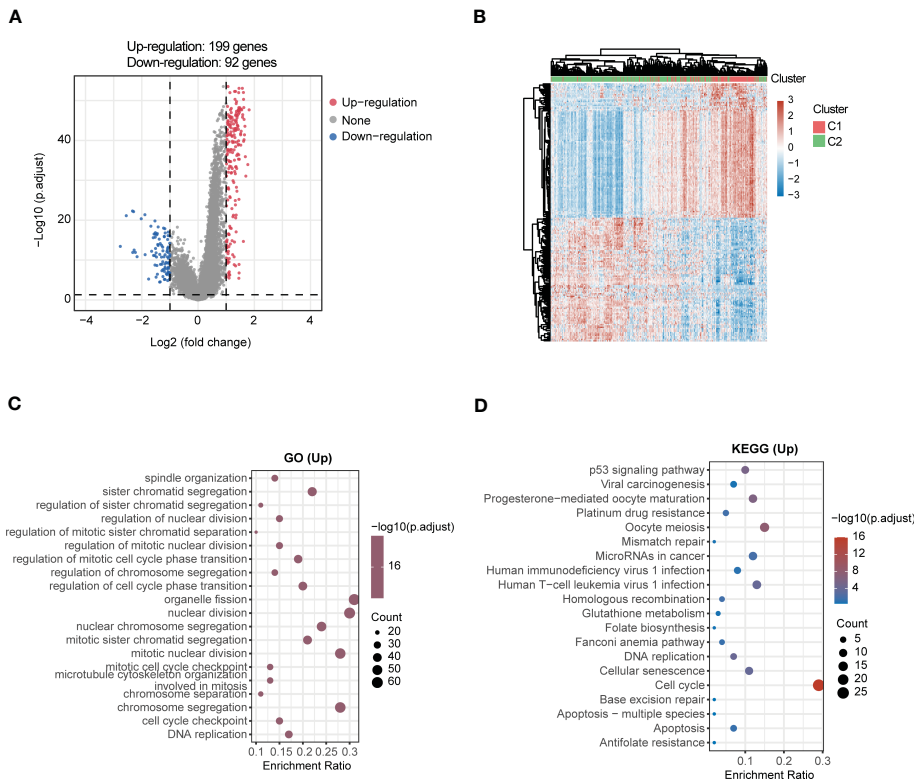 A
Up-regulation: 199 genes
Down-regulation: 92 genes
−Log10 (p.adjust)
40
20
0
−4 −2 0 2 4
Log2 (fold change)
Up−regulation
None
Down−regulation
B
Cluster
3
2
1
0
−1
−2
−3
Cluster
C1
C2
C
GO (Up)
spindle organization
sister chromatid segregation
regulation of sister chromatid segregation
regulation of nuclear division
regulation of mitotic sister chromatid separation
regulation of mitotic nuclear division
regulation of mitotic cell cycle phase transition
regulation of chromosome segregation
regulation of cell cycle phase transition
organelle fission
nuclear division
nuclear chromosome segregation
mitotic sister chromatid segregation
mitotic nuclear division
mitotic cell cycle checkpoint
microtubule cytoskeleton organization
involved in mitosis
chromosome separation
chromosome segregation
cell cycle checkpoint
DNA replication
0.1 0.15 0.2 0.25 0.3
Enrichment Ratio
−log10(p.adjust)
16
Count
20
30
40
50
60
D
KEGG (Up)
p53 signaling pathway
Viral carcinogenesis
Progesterone−mediated oocyte maturation
Platinum drug resistance
Oocyte meiosis
Mismatch repair
MicroRNAs in cancer
Human immunodeficiency virus 1 infection
Human T−cell leukemia virus 1 infection
Homologous recombination
Glutathione metabolism
Folate biosynthesis
Fanconi anemia pathway
DNA replication
Cellular senescence
Cell cycle
Base excision repair
Apoptosis − multiple species
Apoptosis
Antifolate resistance
0.1 0.2 0.3
Enrichment Ratio
−log10(p.adjust)
16
12
8
4
Count
5
10
15
20
25